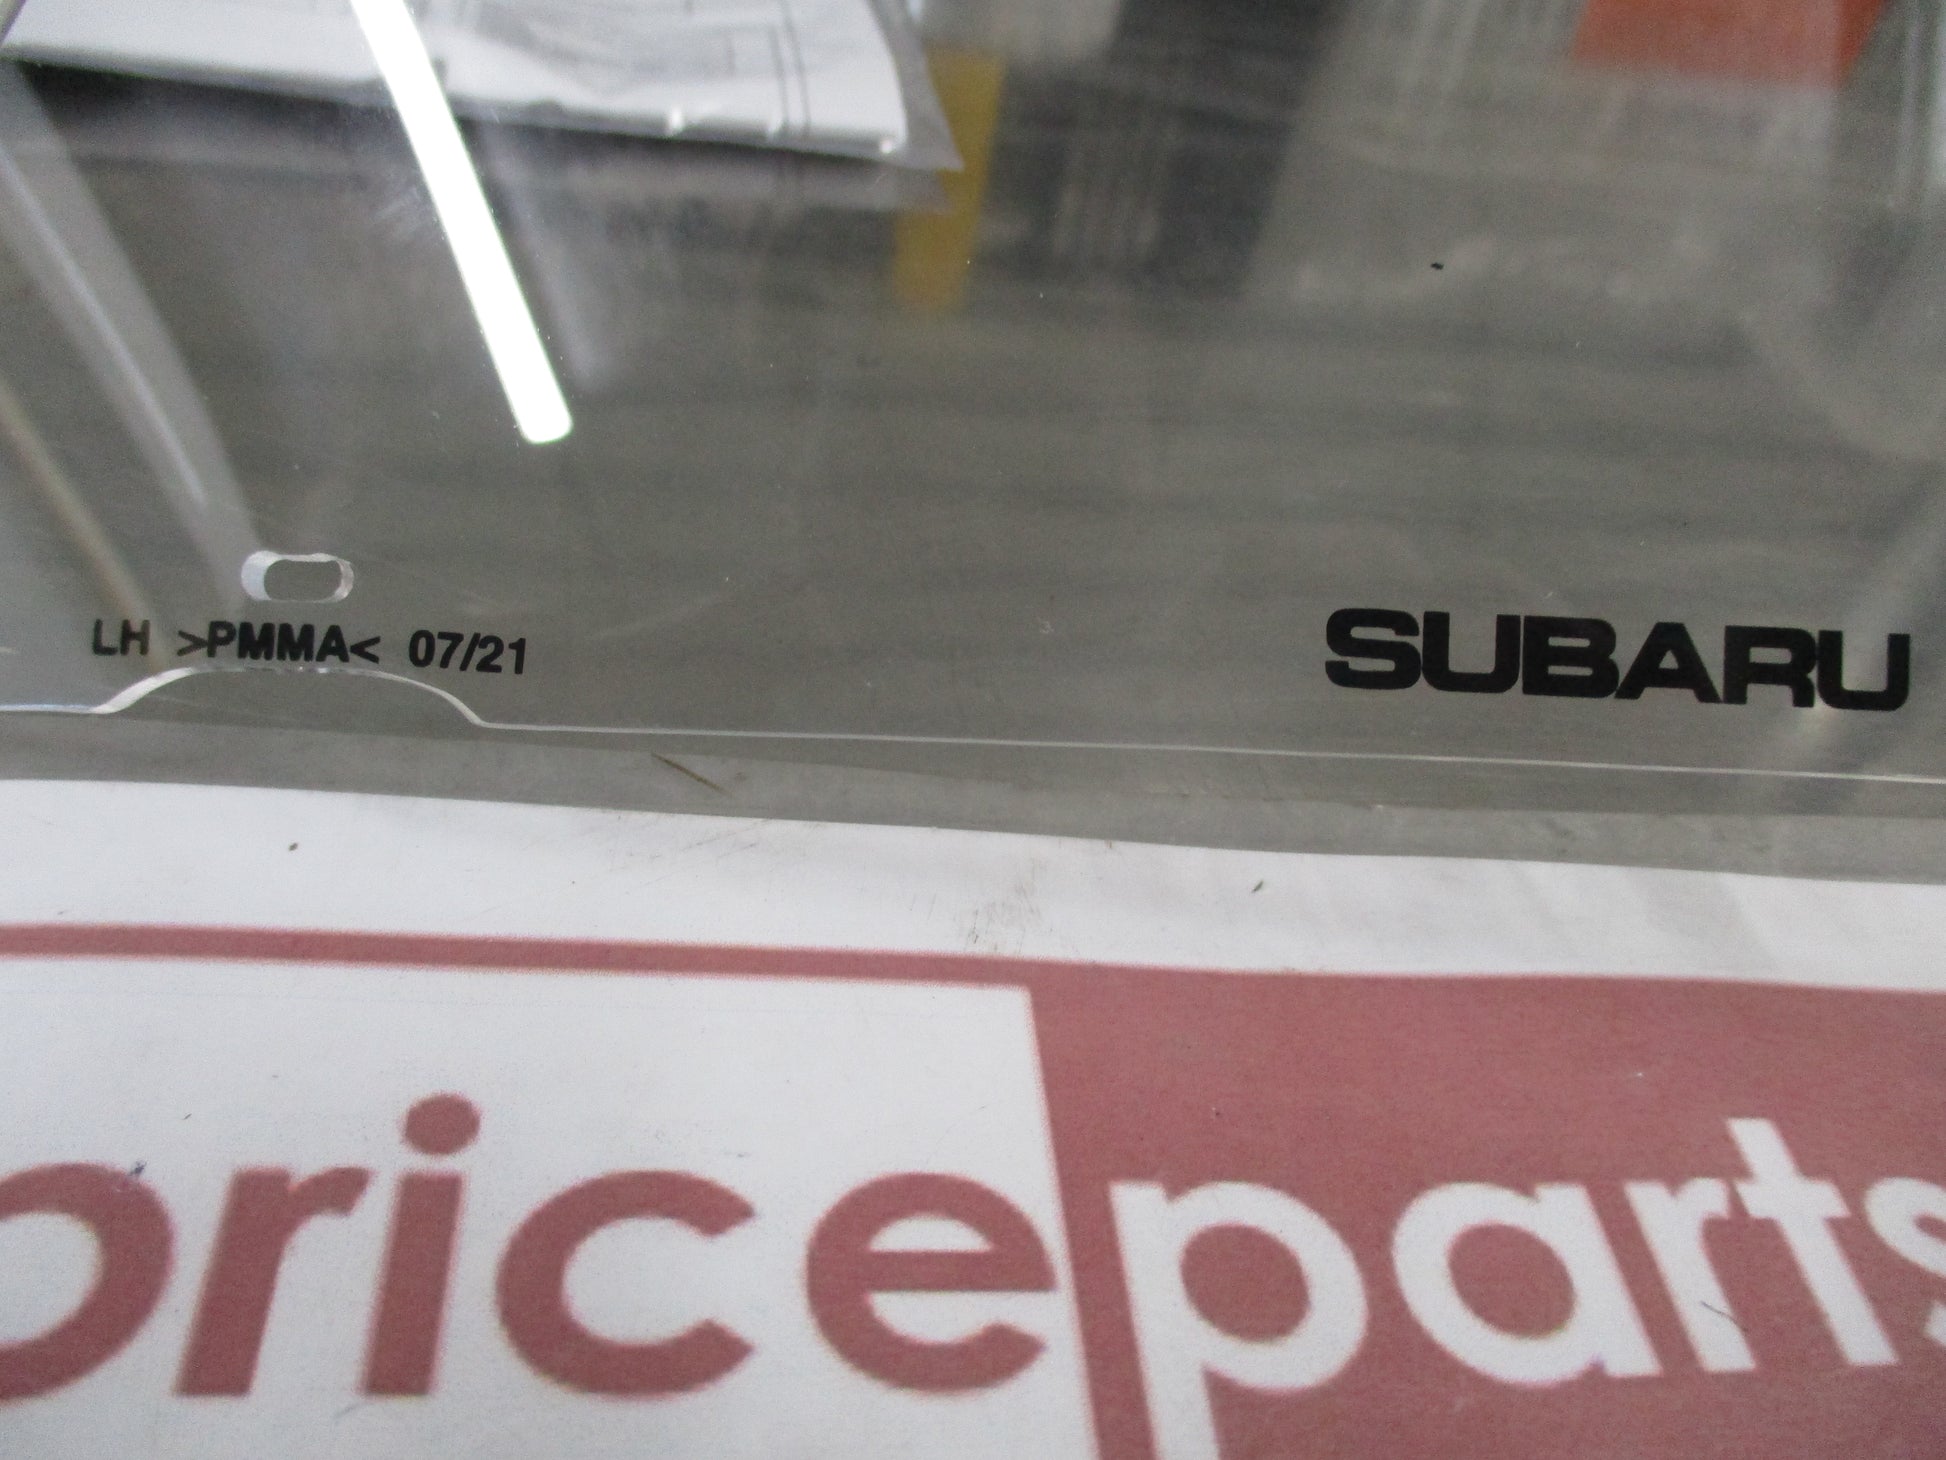 LH >PMMA< 07/21
SUBARU
priceparts